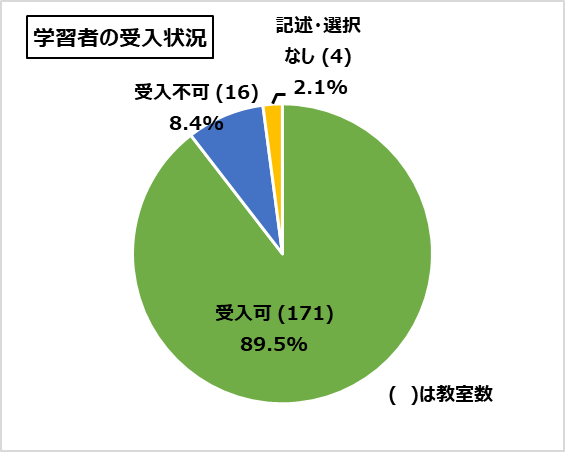 学習者の受入状況
記述・選択
なし (4)
2.1%
受入不可 (16)
8.4%
受入可 (171)
89.5%
(  )は教室数